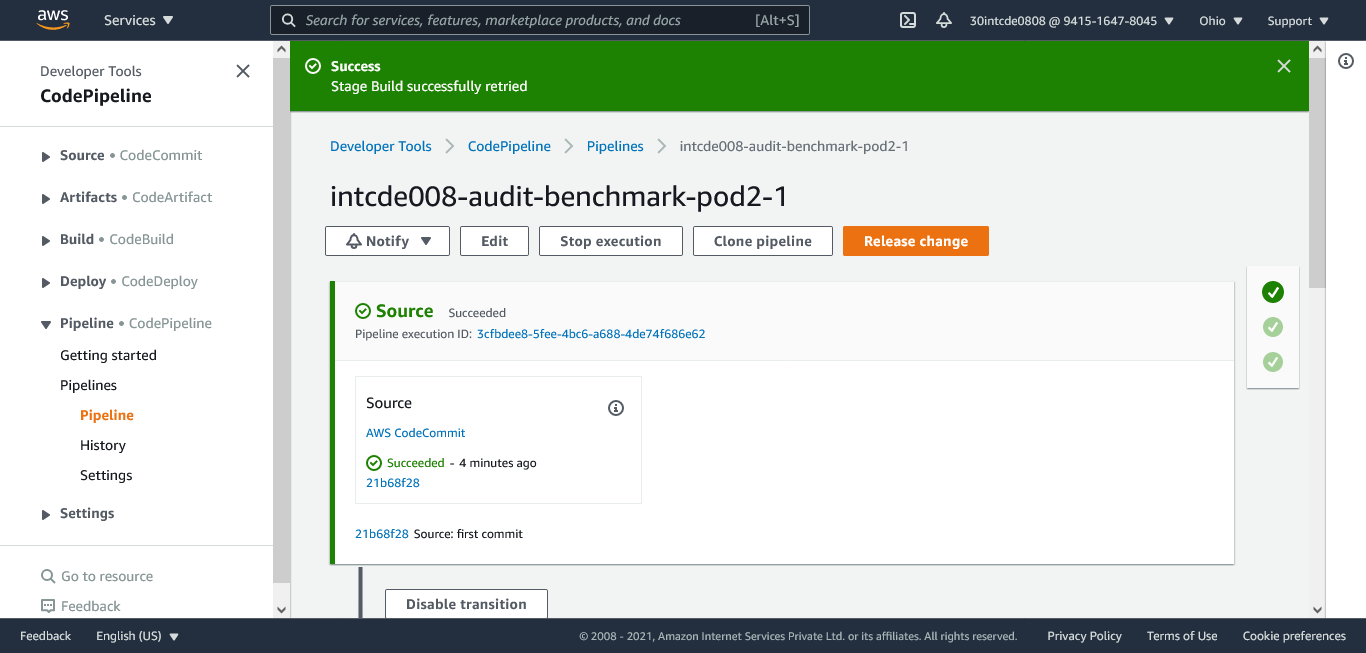 aws
Services
Search for services, features, marketplace products, and docs [Alt+S]
30intcde0808 @ 9415-1647-8045
Ohio
Support
Developer Tools
CodePipeline
Source • CodeCommit
Artifacts • CodeArtifact
Build • CodeBuild
Deploy • CodeDeploy
Pipeline • CodePipeline
Getting started
Pipelines
Pipeline
History
Settings
Settings
Go to resource
Feedback
Success
Stage Build successfully retried
Developer Tools
CodePipeline
Pipelines
intcde008-audit-benchmark-pod2-1
intcde008-audit-benchmark-pod2-1
Notify
Edit
Stop execution
Clone pipeline
Release change
Source Succeeded
Pipeline execution ID: 3cfbdee8-5fee-4bc6-a688-4de74f686e62
Source
AWS CodeCommit
Succeeded - 4 minutes ago
21b68f28
21b68f28 Source: first commit
Disable transition
Feedback
English (US)
© 2008 - 2021, Amazon Internet Services Private Ltd. or its affiliates. All rights reserved.
Privacy Policy
Terms of Use
Cookie preferences